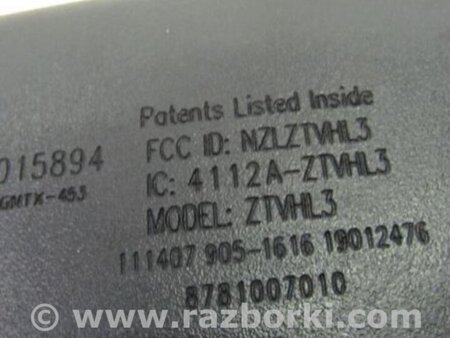 Patents Listed Inside
015894
FCC ID: NZLZTVHL3
GMTX-453
IC: 4112A-ZTVHL3
MODEL: ZTVHL3
111407 905-1616 19012476
8781007010
© www.razborki.com